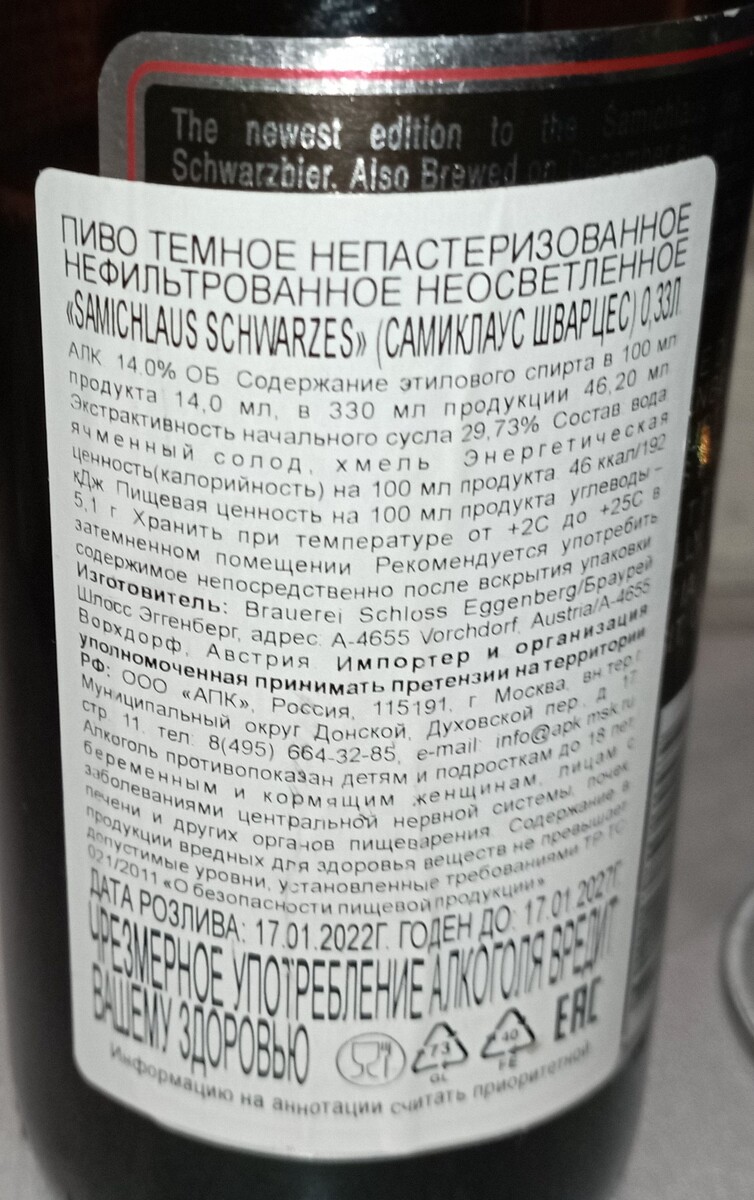 The newest edition to the Samichlaus
Schwarzbier. Also Brewed on December
ПИВО ТЕМНОЕ НЕПАСТЕРИЗОВАННОЕ
НЕФИЛЬТРОВАННОЕ НЕОСВЕТЛЕННОЕ
«SAMICHLAUS SCHWARZES» (САМИКЛАУС ШВАРЦЕС) 0,33Л
АЛК 14.0% ОБ Содержание этилового спирта в 100 мл
продукта 14,0 мл, в 330 мл продукции 46,20 мл
Экстрактивность начального сусла 29,73% Состав: вода
ячменный солод, хмель Энергетическая
ценность(калорийность) на 100 мл продукта 46 ккал/192
кДж Пищевая ценность на 100 мл продукта углеводы –
5,1 г Хранить при температуре от +2С до +25С в
затемненном помещении Рекомендуется употребить
содержимое непосредственно после вскрытия упаковки
Изготовитель: Brauerei Schloss Eggenberg/Браурей
Шлосс Эггенберг, адрес: A-4655 Vorchdorf, Austria/А-4655
Ворхдорф, Австрия Импортер и организация
уполномоченная принимать претензии на территории
РФ: ООО «АПК», Россия, 115191, г Москва, вн тер г
Муниципальный округ Донской, Духовской пер, д 17
стр. 11. тел: 8(495) 664-32-85, e-mail: info@apk-msk.ru
Алкоголь противопоказан детям и подросткам до 18 лет
беременным и кормящим женщинам, лицам с
заболеваниями центральной нервной системы, почек
печени и других органов пищеварения. Содержание в
продукции вредных для здоровья веществ не превышает
допустимые уровни, установленные требованиями ТР ТС
021/2011 «О безопасности пищевой продукции»
ДАТА РОЗЛИВА: 17.01.2022Г. ГОДЕН ДО: 17.01.2027Г.
ЧРЕЗМЕРНОЕ УПОТРЕБЛЕНИЕ АЛКОГОЛЯ ВРЕДИТ
ВАШЕМУ ЗДОРОВЬЮ
73 40 EAC
GL FE
Информацию на аннотации считать приоритетной